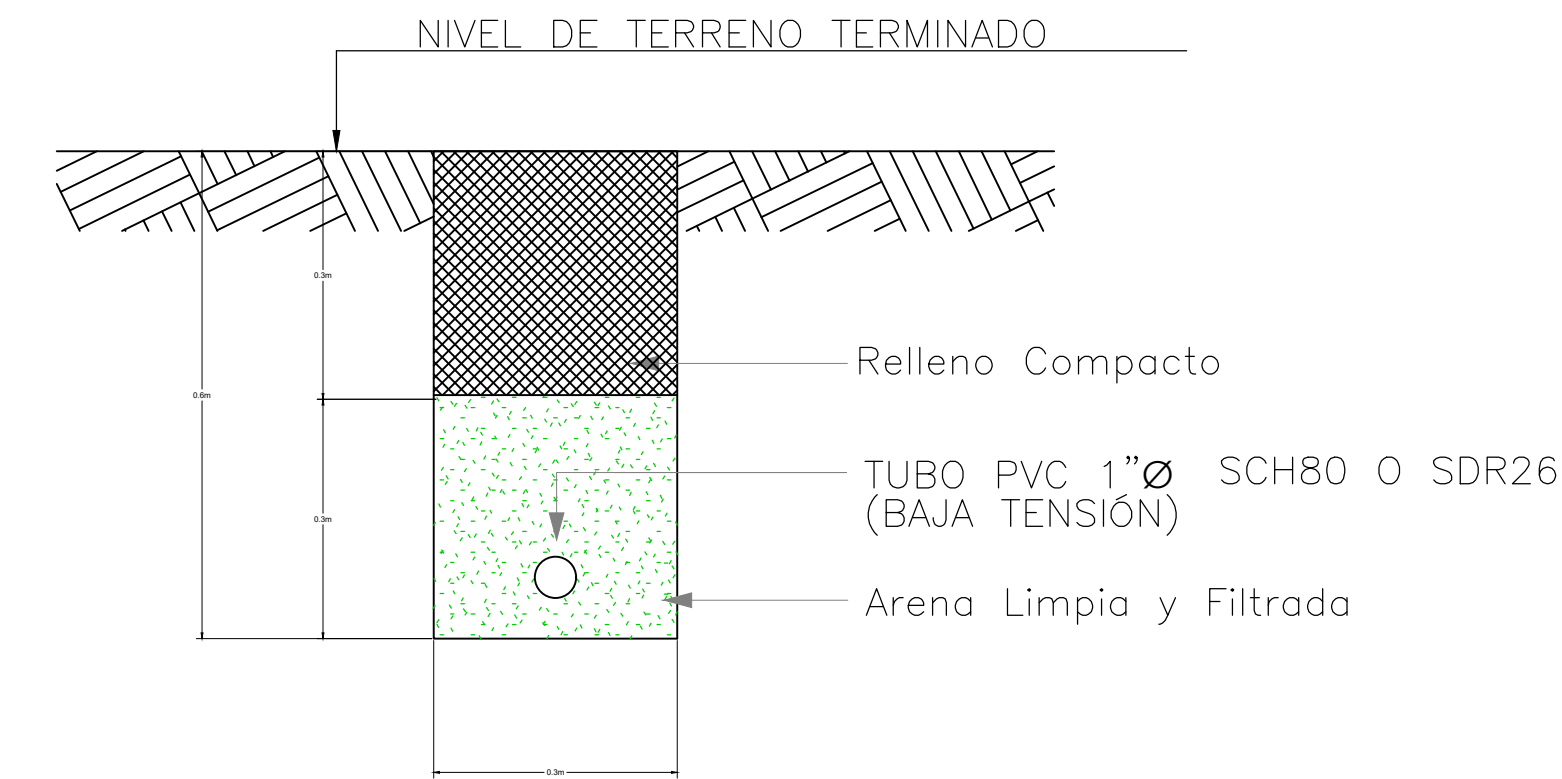 NIVEL DE TERRENO TERMINADO
0.3m
Relleno Compacto
0.6m
TUBO PVC 1"Ø SCH80 O SDR26
(BAJA TENSIÓN)
0.3m
Arena Limpia y Filtrada
0.3m